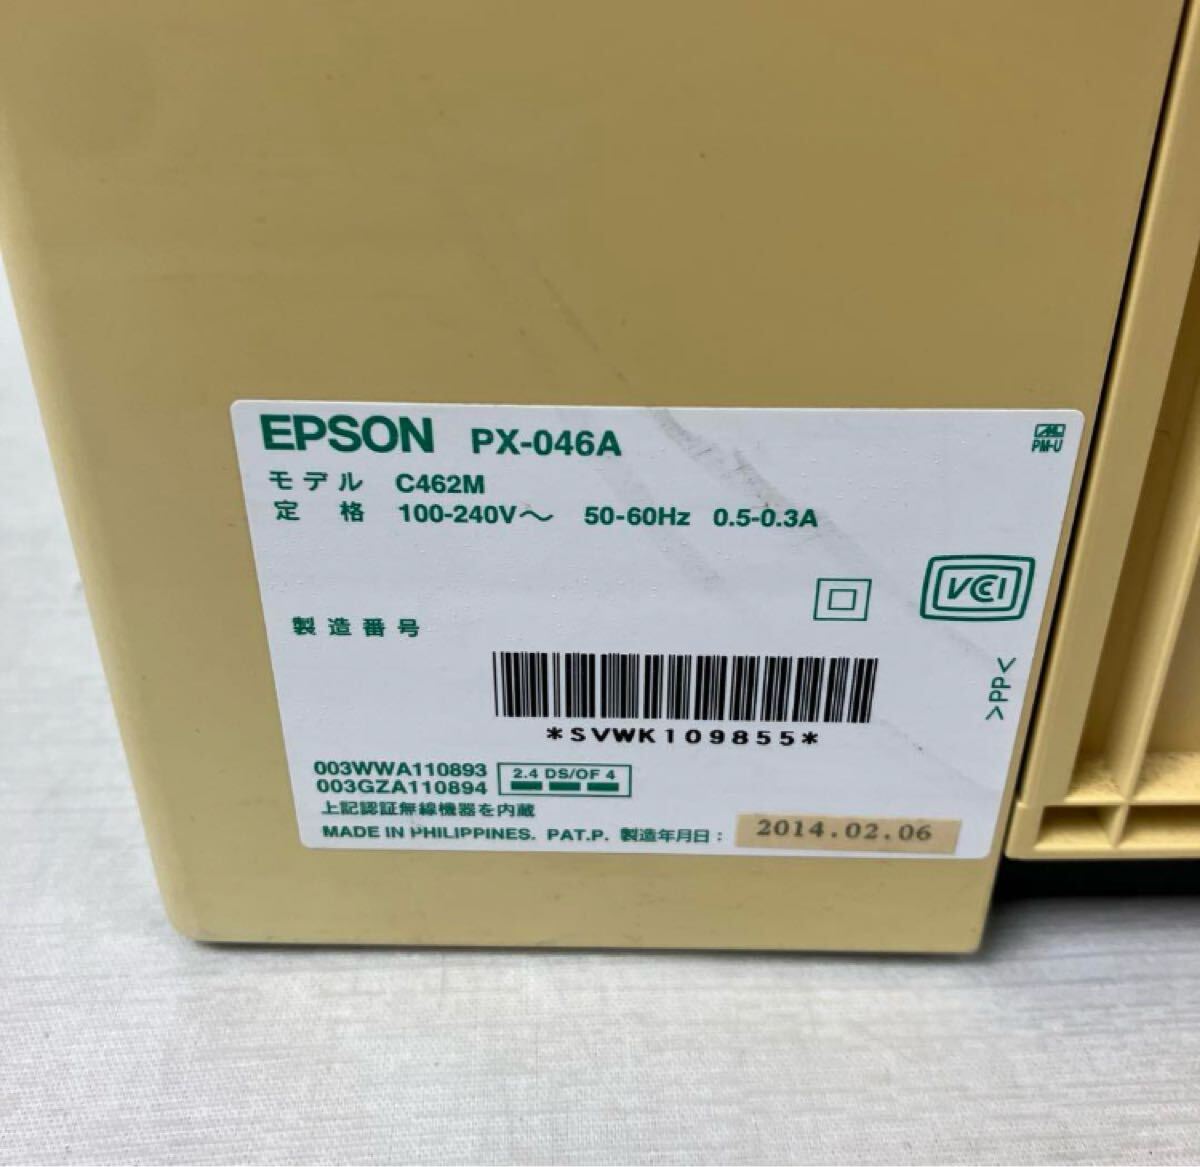 EPSON PX-046A
PM-U
モデル C462M
定 格 100-240V～ 50-60Hz 0.5-0.3A
VCCI
製造番号
*SVWK109855*
>PP<
003WWA110893
003GZA110894
2.4 DS/OF 4
上記認証無線機器を内蔵
MADE IN PHILIPPINES. PAT.P. 製造年月日： 2014.02.06